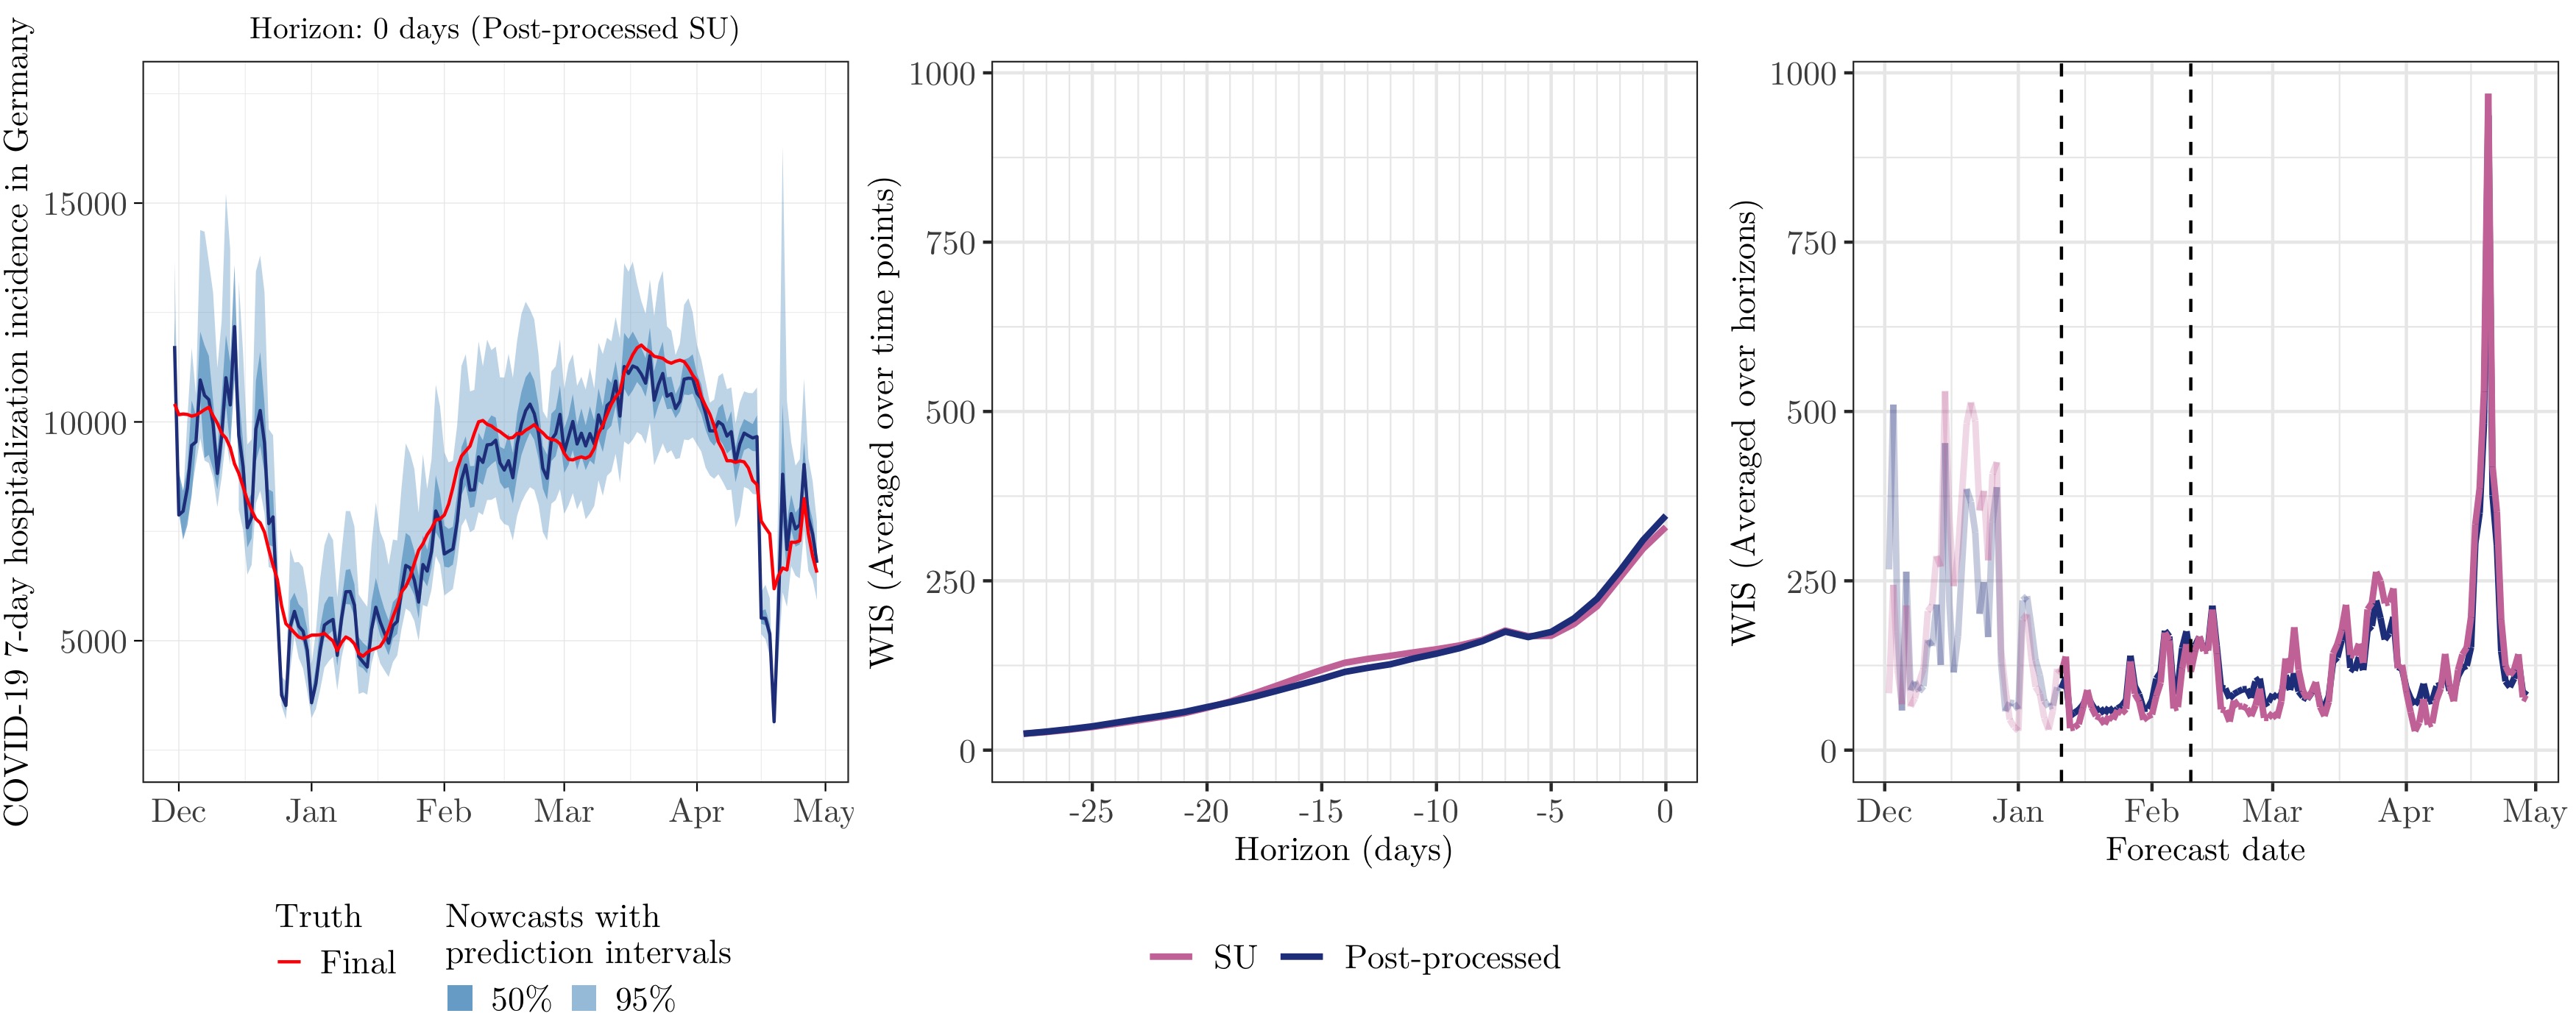 Horizon: 0 days (Post-processed SU)
COVID-19 7-day hospitalization incidence in Germany
15000
10000
5000
Dec Jan Feb Mar Apr May
Truth
Final
Nowcasts with
prediction intervals
50% 95%
WIS (Averaged over time points)
1000
750
500
250
0
-25 -20 -15 -10 -5 0
Horizon (days)
SU Post-processed
WIS (Averaged over horizons)
1000
750
500
250
0
Dec Jan Feb Mar Apr May
Forecast date